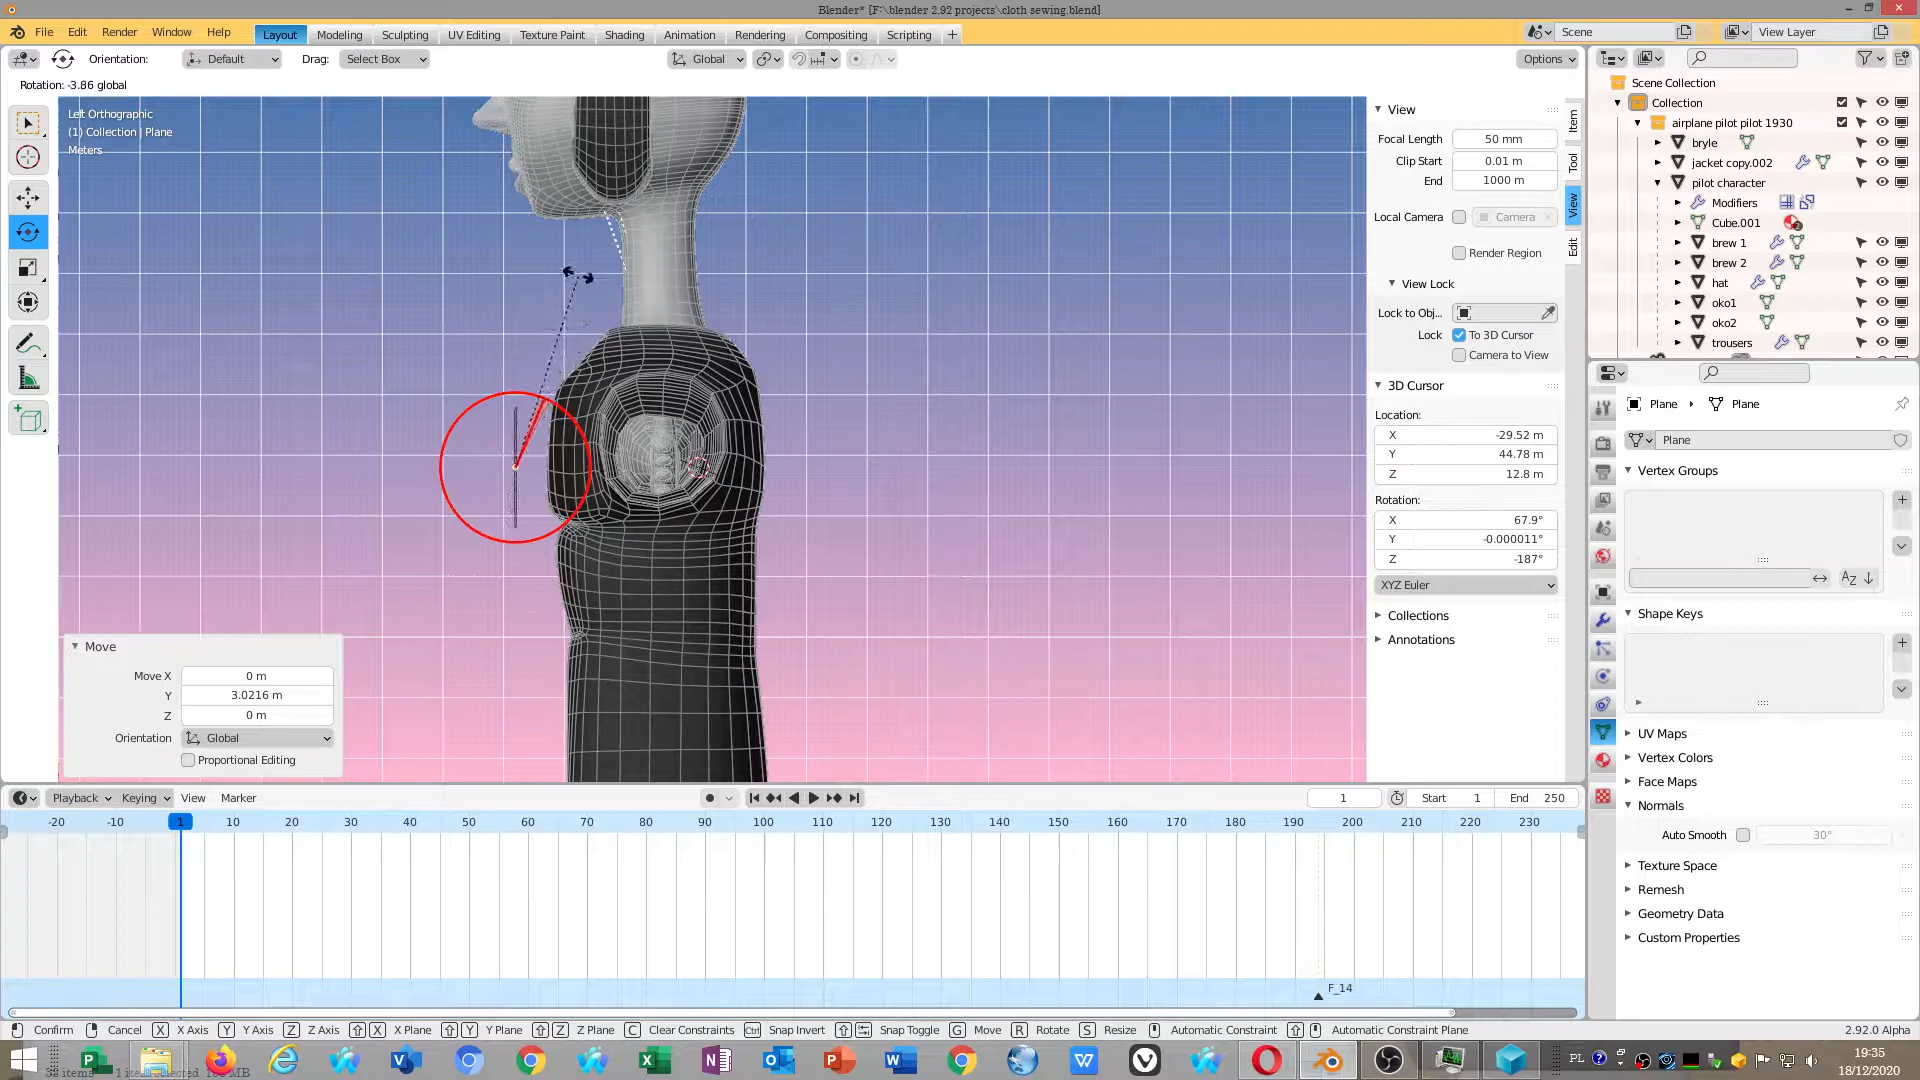 Blender* [F:\blender 2.92 projects\cloth sewing.blend]
File Edit Render Window Help Layout Modeling Sculpting UV Editing Texture Paint Shading Animation Rendering Compositing Scripting + Scene View Layer
Orientation: Default Drag: Select Box Global Options
Rotation: -3.86 global
Left Orthographic
(1) Collection | Plane
Meters
View
Focal Length 50 mm
Clip Start 0.01 m
End 1000 m
Local Camera Camera
Render Region
View Lock
Lock to Obj...
Lock To 3D Cursor
Camera to View
3D Cursor
Location:
X -29.52 m
Y 44.78 m
Z 12.8 m
Rotation:
X 67.9°
Y -0.000011°
Z -187°
XYZ Euler
Collections
Annotations
Item
Tool
View
Edit
Scene Collection
Collection
airplane pilot pilot 1930
bryle
jacket copy.002
pilot character
Modifiers
Cube.001
brew 1
brew 2
hat
oko1
oko2
trousers
Plane Plane
Plane
Vertex Groups
Shape Keys
UV Maps
Vertex Colors
Face Maps
Normals
Auto Smooth 30°
Texture Space
Remesh
Geometry Data
Custom Properties
Move
Move X 0 m
Y 3.0216 m
Z 0 m
Orientation Global
Proportional Editing
Playback Keying View Marker 1 Start 1 End 250
-20 -10 1 10 20 30 40 50 60 70 80 90 100 110 120 130 140 150 160 170 180 190 200 210 220 230
F_14
Confirm Cancel X X Axis Y Y Axis Z Z Axis X X Plane Y Y Plane Z Z Plane C Clear Constraints Ctrl Snap Invert Snap Toggle G Move R Rotate S Resize Automatic Constraint Automatic Constraint Plane 2.92.0 Alpha
PL 19:35
18/12/2020
32 items 1 item selected